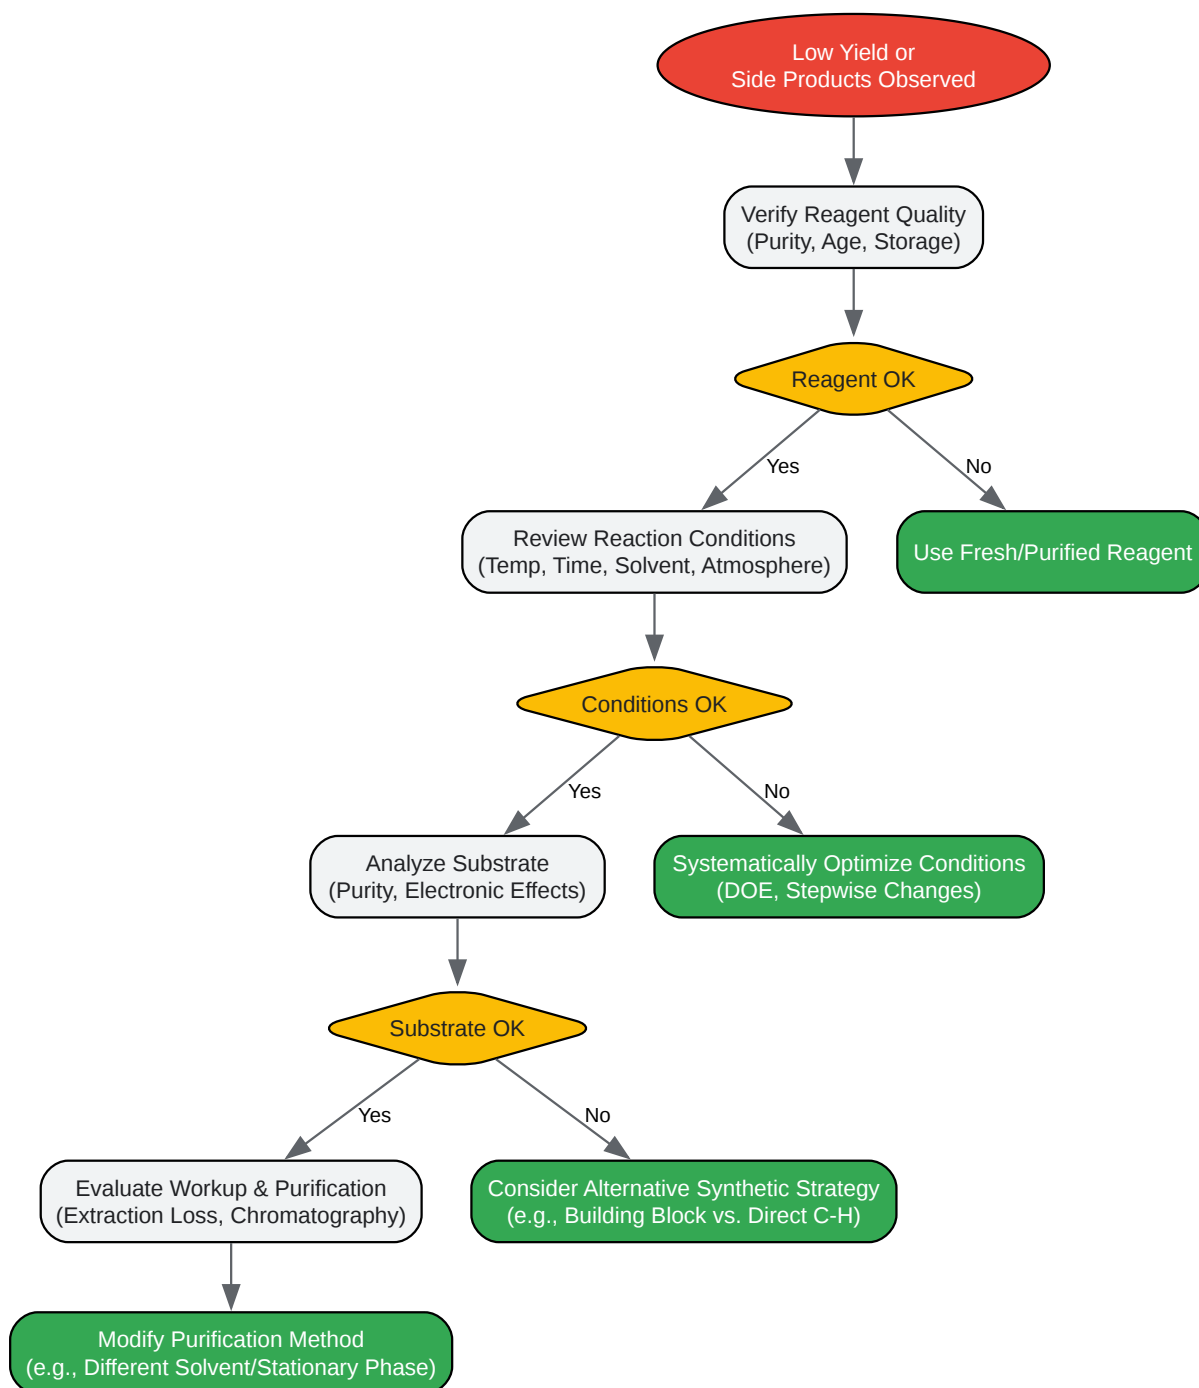 Low Yield or
Side Products Observed
Verify Reagent Quality
(Purity, Age, Storage)
Reagent OK
Yes
No
Review Reaction Conditions
(Temp, Time, Solvent, Atmosphere)
Use Fresh/Purified Reagent
Conditions OK
Yes
No
Analyze Substrate
(Purity, Electronic Effects)
Systematically Optimize Conditions
(DOE, Stepwise Changes)
Substrate OK
Yes
No
Evaluate Workup & Purification
(Extraction Loss, Chromatography)
Consider Alternative Synthetic Strategy
(e.g., Building Block vs. Direct C-H)
Modify Purification Method
(e.g., Different Solvent/Stationary Phase)